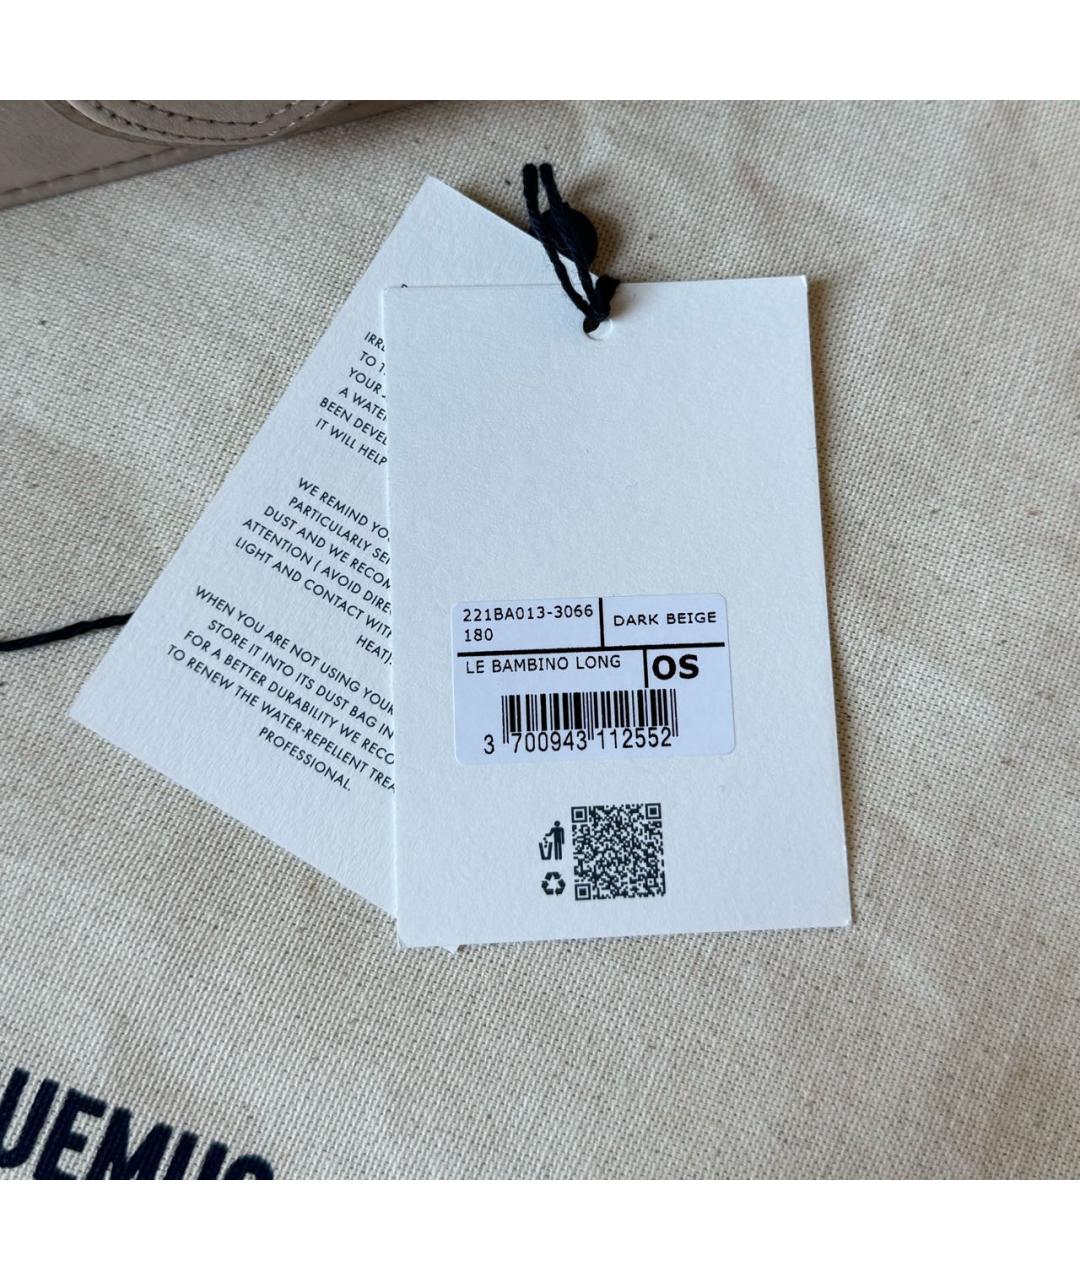 TO
YOUR
A WATER
BEEN DEVEL
IT WILL HELP
WE REMIND YO
PARTICULARLY SE
DUST AND WE RECOM
ATTENTION ( AVOID DIRE
LIGHT AND CONTACT WITH
HEAT).
WHEN YOU ARE NOT USING YOUR
STORE IT INTO ITS DUST BAG IN
FOR A BETTER DURABILITY WE RECO
TO RENEW THE WATER-REPELLENT TREA
PROFESSIONAL.
221BA013-3066
180
DARK BEIGE
LE BAMBINO LONG
OS
3 700943 112552
UEMUS